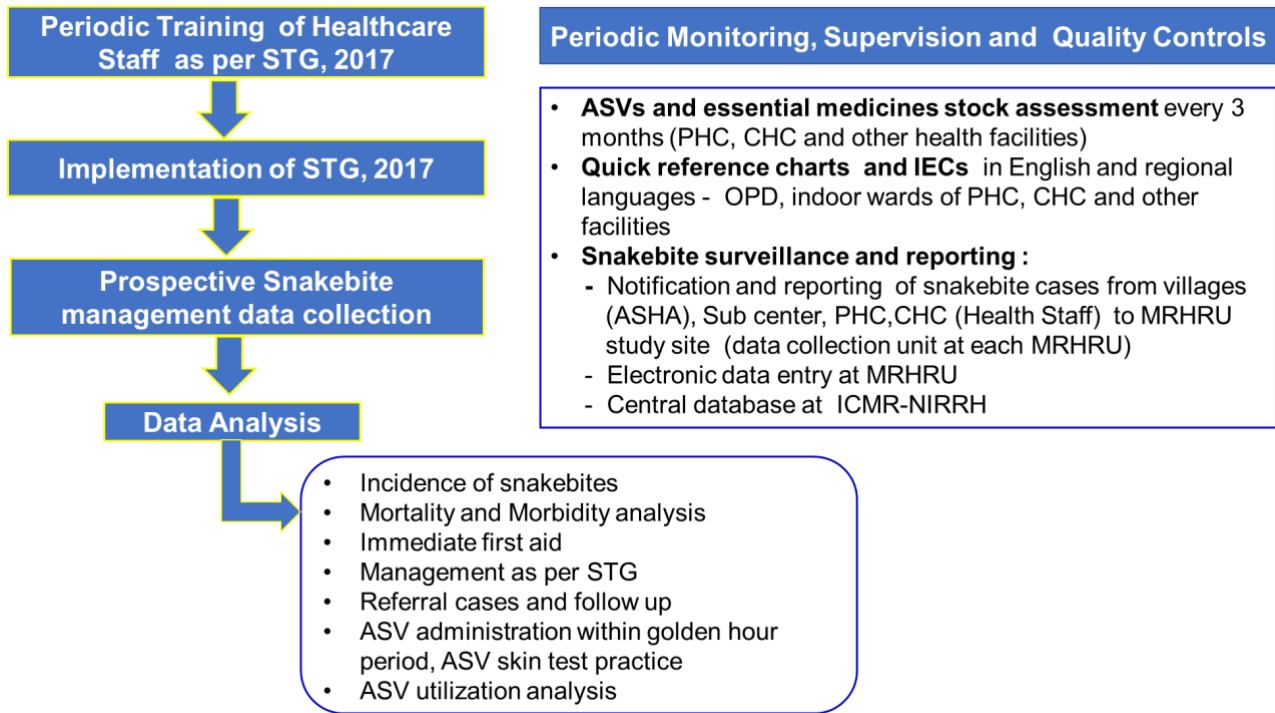 Periodic Training of Healthcare
Staff as per STG, 2017
Implementation of STG, 2017
Prospective Snakebite
management data collection
Data Analysis
• Incidence of snakebites
• Mortality and Morbidity analysis
• Immediate first aid
• Management as per STG
• Referral cases and follow up
• ASV administration within golden hour
period, ASV skin test practice
• ASV utilization analysis
Periodic Monitoring, Supervision and Quality Controls
• ASVs and essential medicines stock assessment every 3
months (PHC, CHC and other health facilities)
• Quick reference charts and IECs in English and regional
languages - OPD, indoor wards of PHC, CHC and other
facilities
• Snakebite surveillance and reporting :
- Notification and reporting of snakebite cases from villages
(ASHA), Sub center, PHC,CHC (Health Staff) to MRHRU
study site (data collection unit at each MRHRU)
- Electronic data entry at MRHRU
- Central database at ICMR-NIRRH